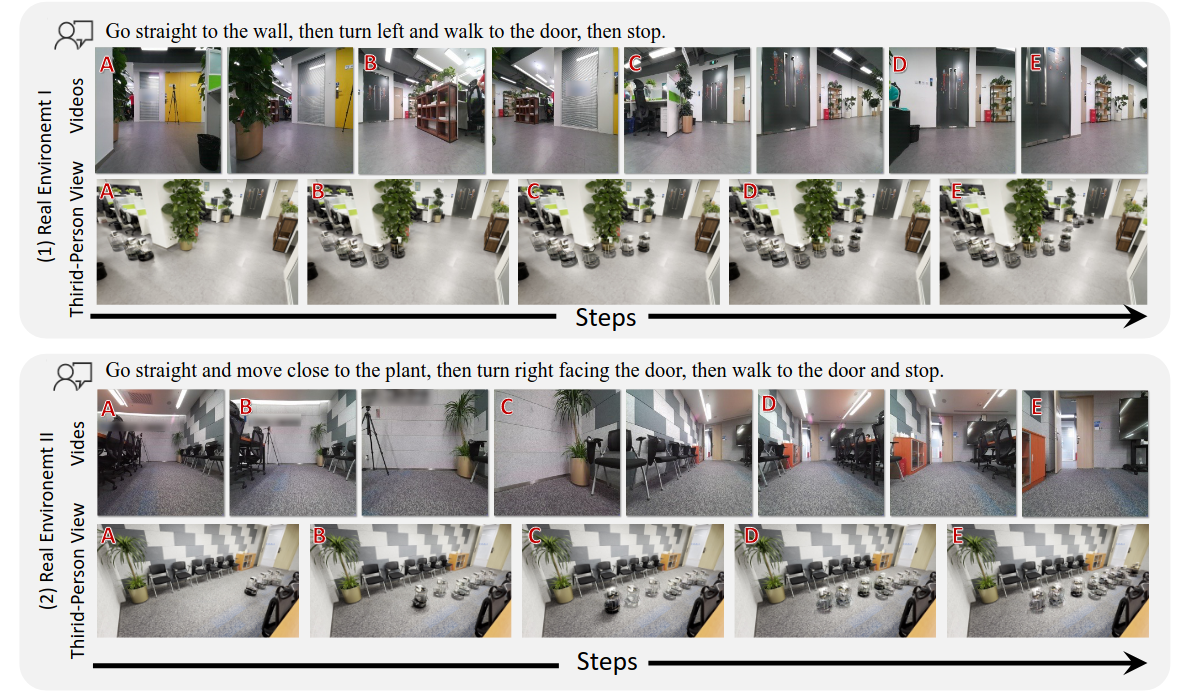 Go straight to the wall, then turn left and walk to the door, then stop.
(1) Real Environemt I
Videos
A
B
C
D
E
Thirid-Person View
A
B
C
D
E
Steps
Go straight and move close to the plant, then turn right facing the door, then walk to the door and stop.
(2) Real Environemt II
Vides
A
B
C
D
E
Thirid-Person View
A
B
C
D
E
Steps